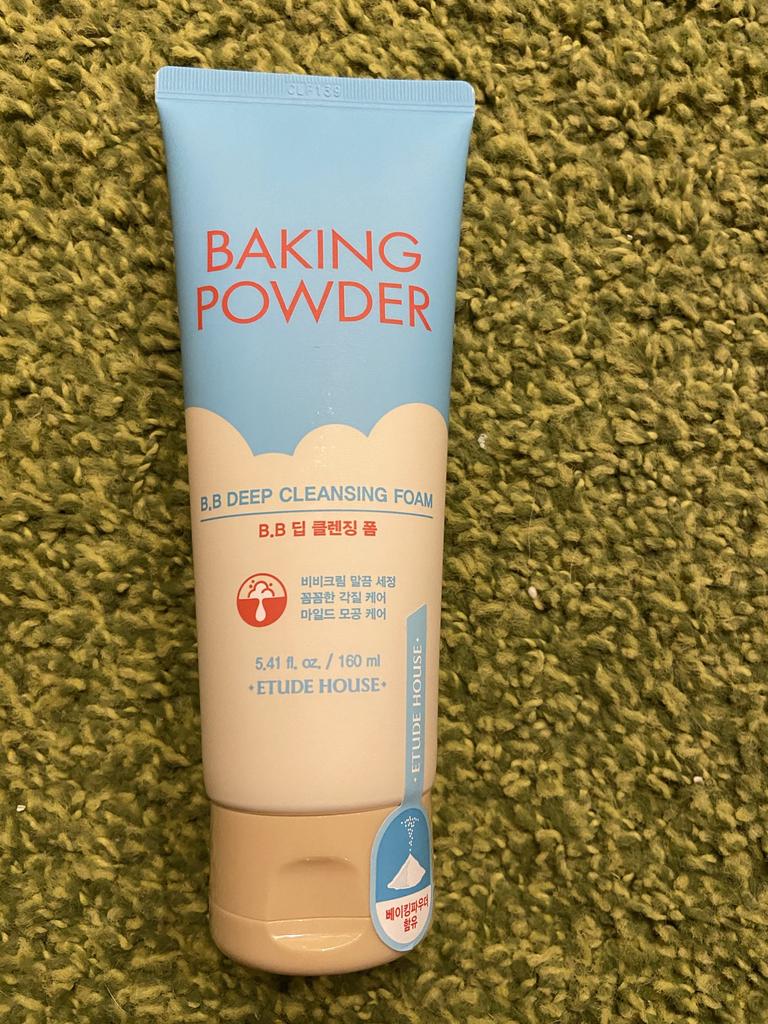 CLF139
BAKING
POWDER
B.B DEEP CLEANSING FOAM
B.B 딥 클렌징 폼
비비크림 말끔 세정
꼼꼼한 각질 케어
마일드 모공 케어
5.41 fl. oz. / 160 ml
ETUDE HOUSE
ETUDE HOUSE
베이킹파우더
함유